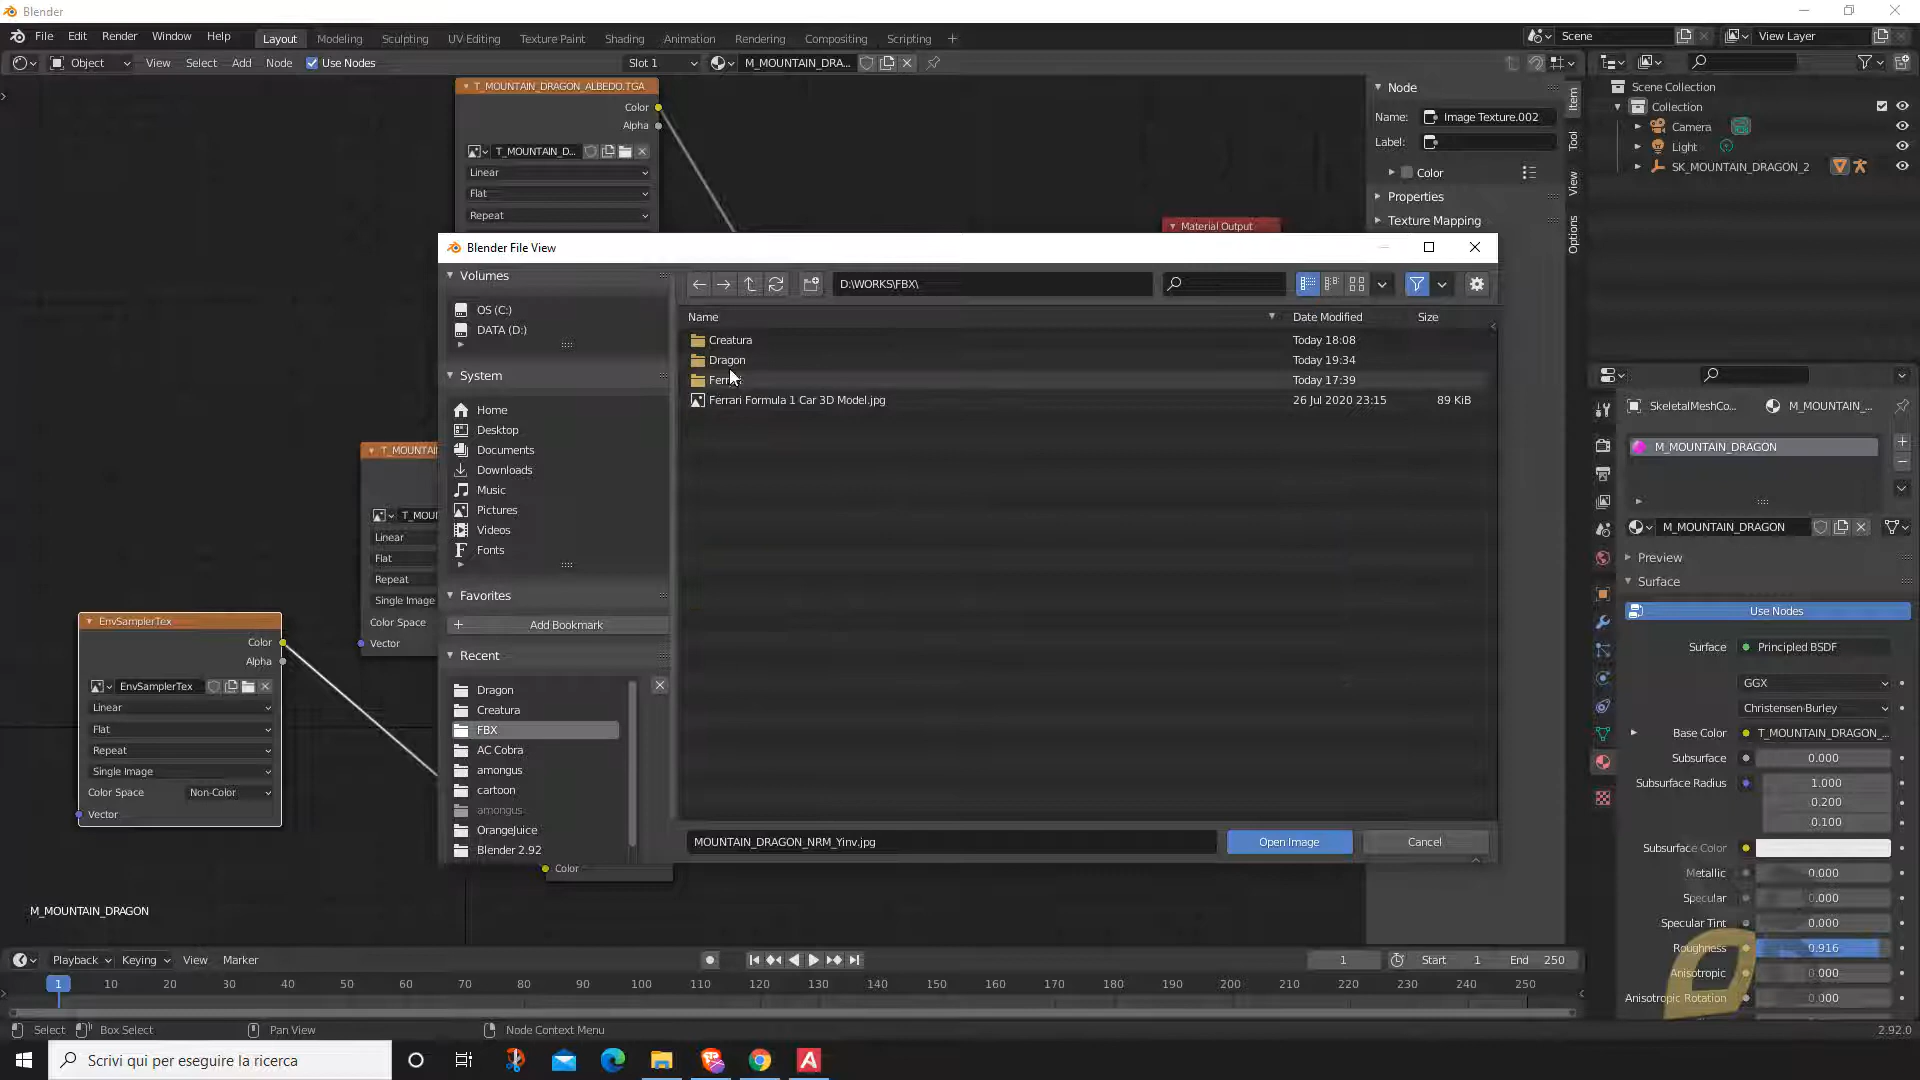 Blender
File Edit Render Window Help Layout Modeling Sculpting UV Editing Texture Paint Shading Animation Rendering Compositing Scripting + Scene View Layer
Object View Select Add Node Use Nodes Slot 1 M_MOUNTAIN_DRA...
T_MOUNTAIN_DRAGON_ALBEDO.TGA
Color
Alpha
T_MOUNTAIN_D...
Linear
Flat
Repeat
Material Output
Node
Name: Image Texture.002
Label:
Color
Properties
Texture Mapping
Item
Tool
View
Options
Scene Collection
Collection
Camera
Light
SK_MOUNTAIN_DRAGON_2
Blender File View
Volumes
OS (C:)
DATA (D:)
System
Home
Desktop
Documents
Downloads
Music
Pictures
Videos
Fonts
Favorites
Add Bookmark
Recent
Dragon
Creatura
FBX
AC Cobra
amongus
cartoon
amongus
OrangeJuice
Blender 2.92
D:\WORKS\FBX\
Name Date Modified Size
Creatura Today 18:08
Dragon Today 19:34
Today 17:39
Ferrari Formula 1 Car 3D Model.jpg 26 Jul 2020 23:15 89 KiB
MOUNTAIN_DRAGON_NRM_Yinv.jpg Open Image Cancel
T_MOUNTAI
T_MOUI
Linear
Flat
Repeat
Single Image
Color Space
Vector
EnvSamplerTex
Color
Alpha
EnvSamplerTex
Linear
Flat
Repeat
Single Image
Color Space Non-Color
Vector
Color
M_MOUNTAIN_DRAGON
SkeletalMeshCo... M_MOUNTAIN_...
M_MOUNTAIN_DRAGON
M_MOUNTAIN_DRAGON
Preview
Surface
Use Nodes
Surface Principled BSDF
GGX
Christensen-Burley
Base Color T_MOUNTAIN_DRAGON_...
Subsurface 0.000
Subsurface Radius 1.000
0.200
0.100
Subsurface Color
Metallic 0.000
Specular 0.000
Specular Tint 0.000
Roughness 0.916
Anisotropic 0.000
Anisotropic Rotation 0.000
Playback Keying View Marker 1 Start 1 End 250
1 10 20 30 40 50 60 70 80 90 100 110 120 130 140 150 160 170 180 190 200 210 220 230 240 250
Select Box Select Pan View Node Context Menu 2.92.0
Scrivi qui per eseguire la ricerca